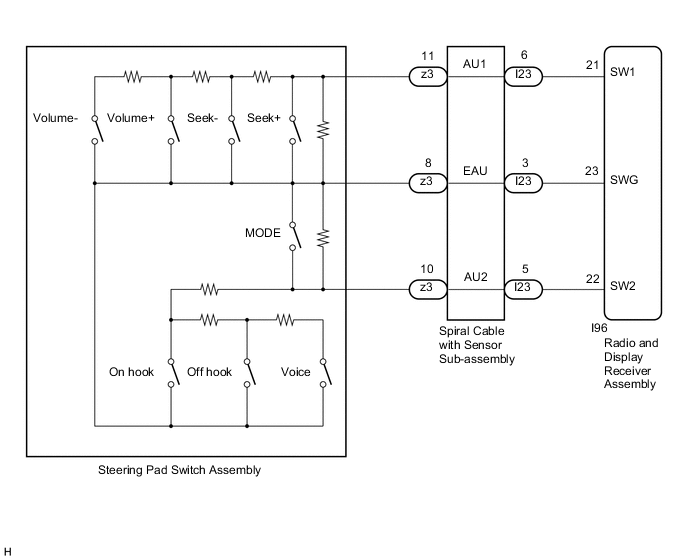 11
6
AU1
21
z3
I23
SW1
Volume-
Volume+
Seek-
Seek+
8
3
EAU
23
z3
I23
SWG
MODE
10
5
AU2
22
z3
I23
SW2
I96
Spiral Cable
with Sensor
Sub-assembly
Radio and
Display
Receiver
Assembly
On hook
Off hook
Voice
Steering Pad Switch Assembly
H